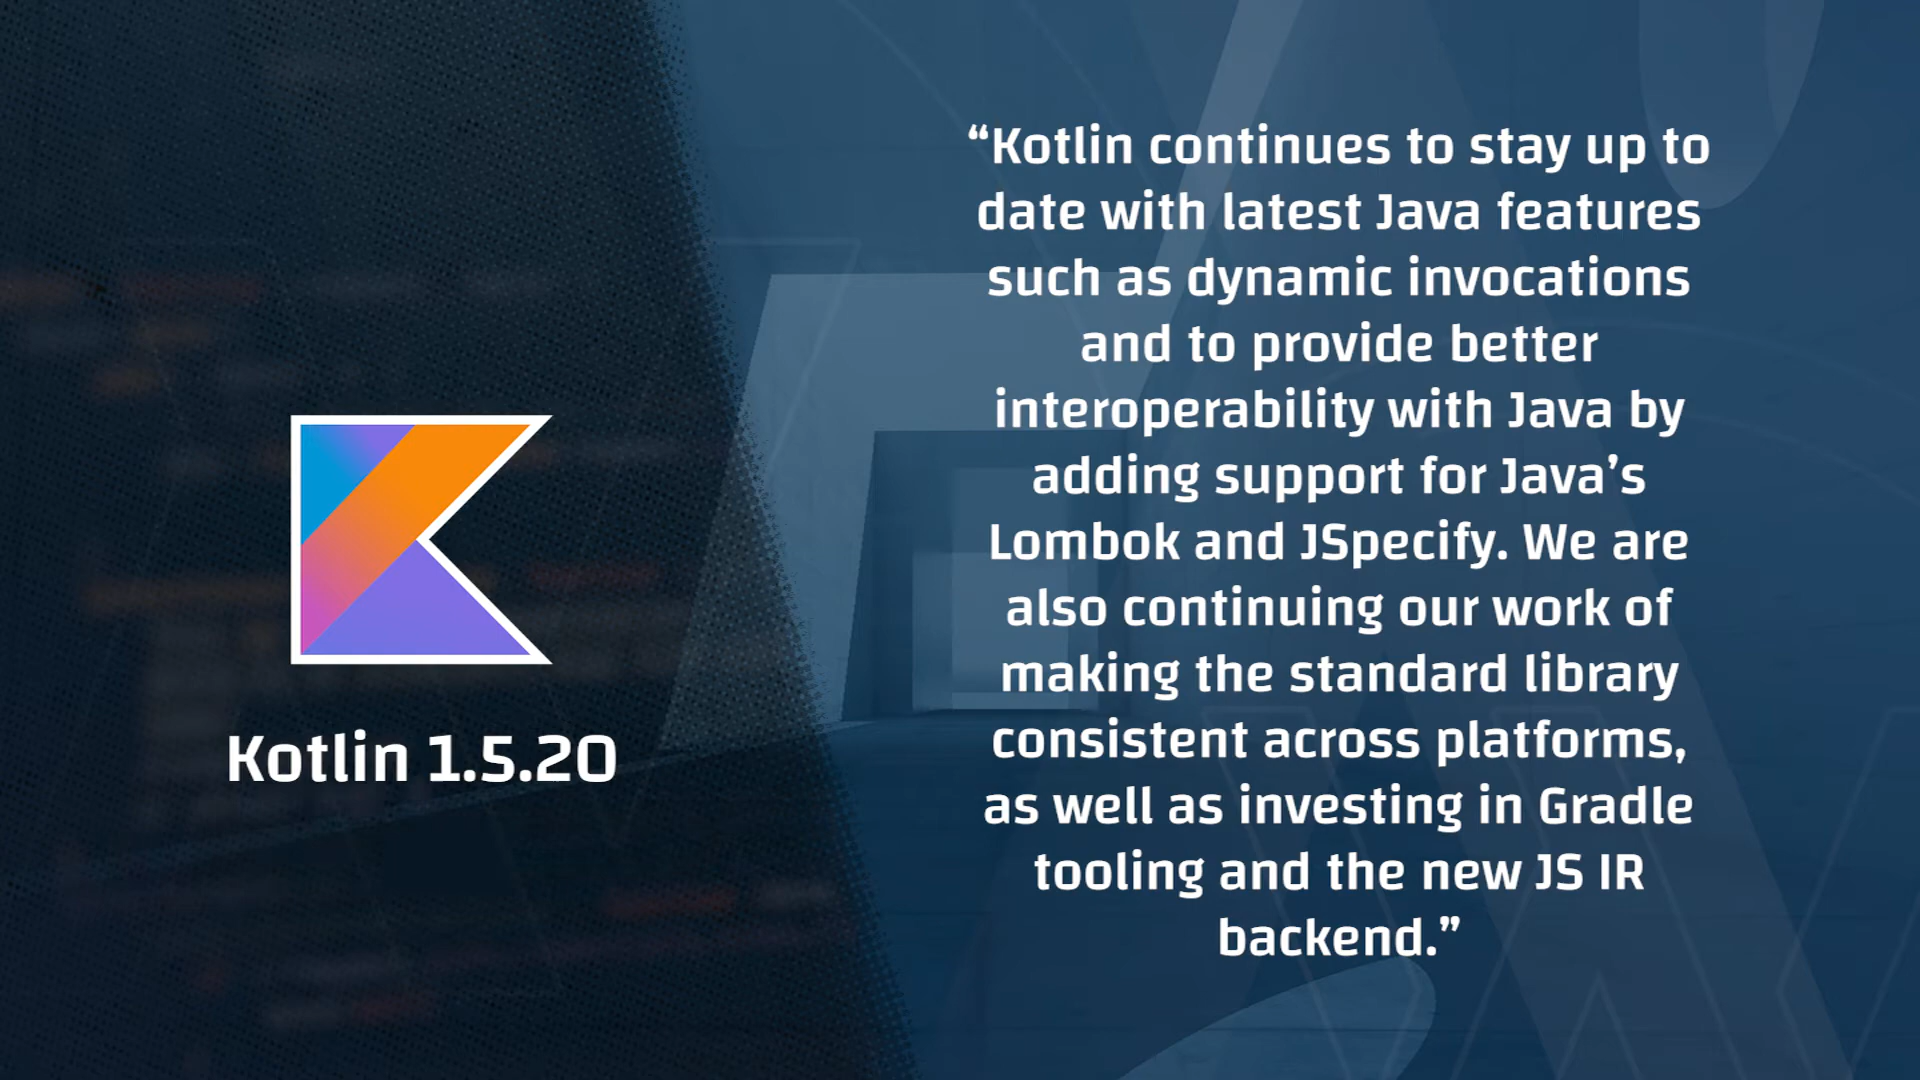 “Kotlin continues to stay up to
date with latest Java features
such as dynamic invocations
and to provide better
interoperability with Java by
adding support for Java’s
Lombok and JSpecify. We are
also continuing our work of
making the standard library
consistent across platforms,
as well as investing in Gradle
tooling and the new JS IR
backend.”
Kotlin 1.5.20